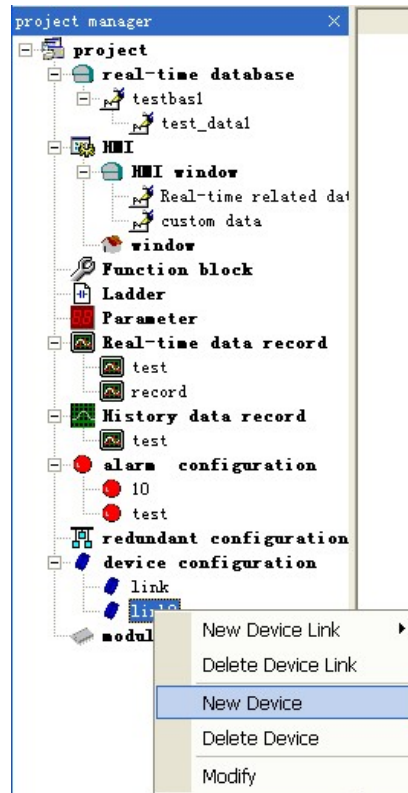 project manager
project
real-time database
testbas1
test_data1
HMI
HMI window
Real-time related dat
custom data
window
Function block
Ladder
Parameter
Real-time data record
test
record
History data record
test
alarm configuration
10
test
redundant configuration
device configuration
link
modul
New Device Link
Delete Device Link
New Device
Delete Device
Modify